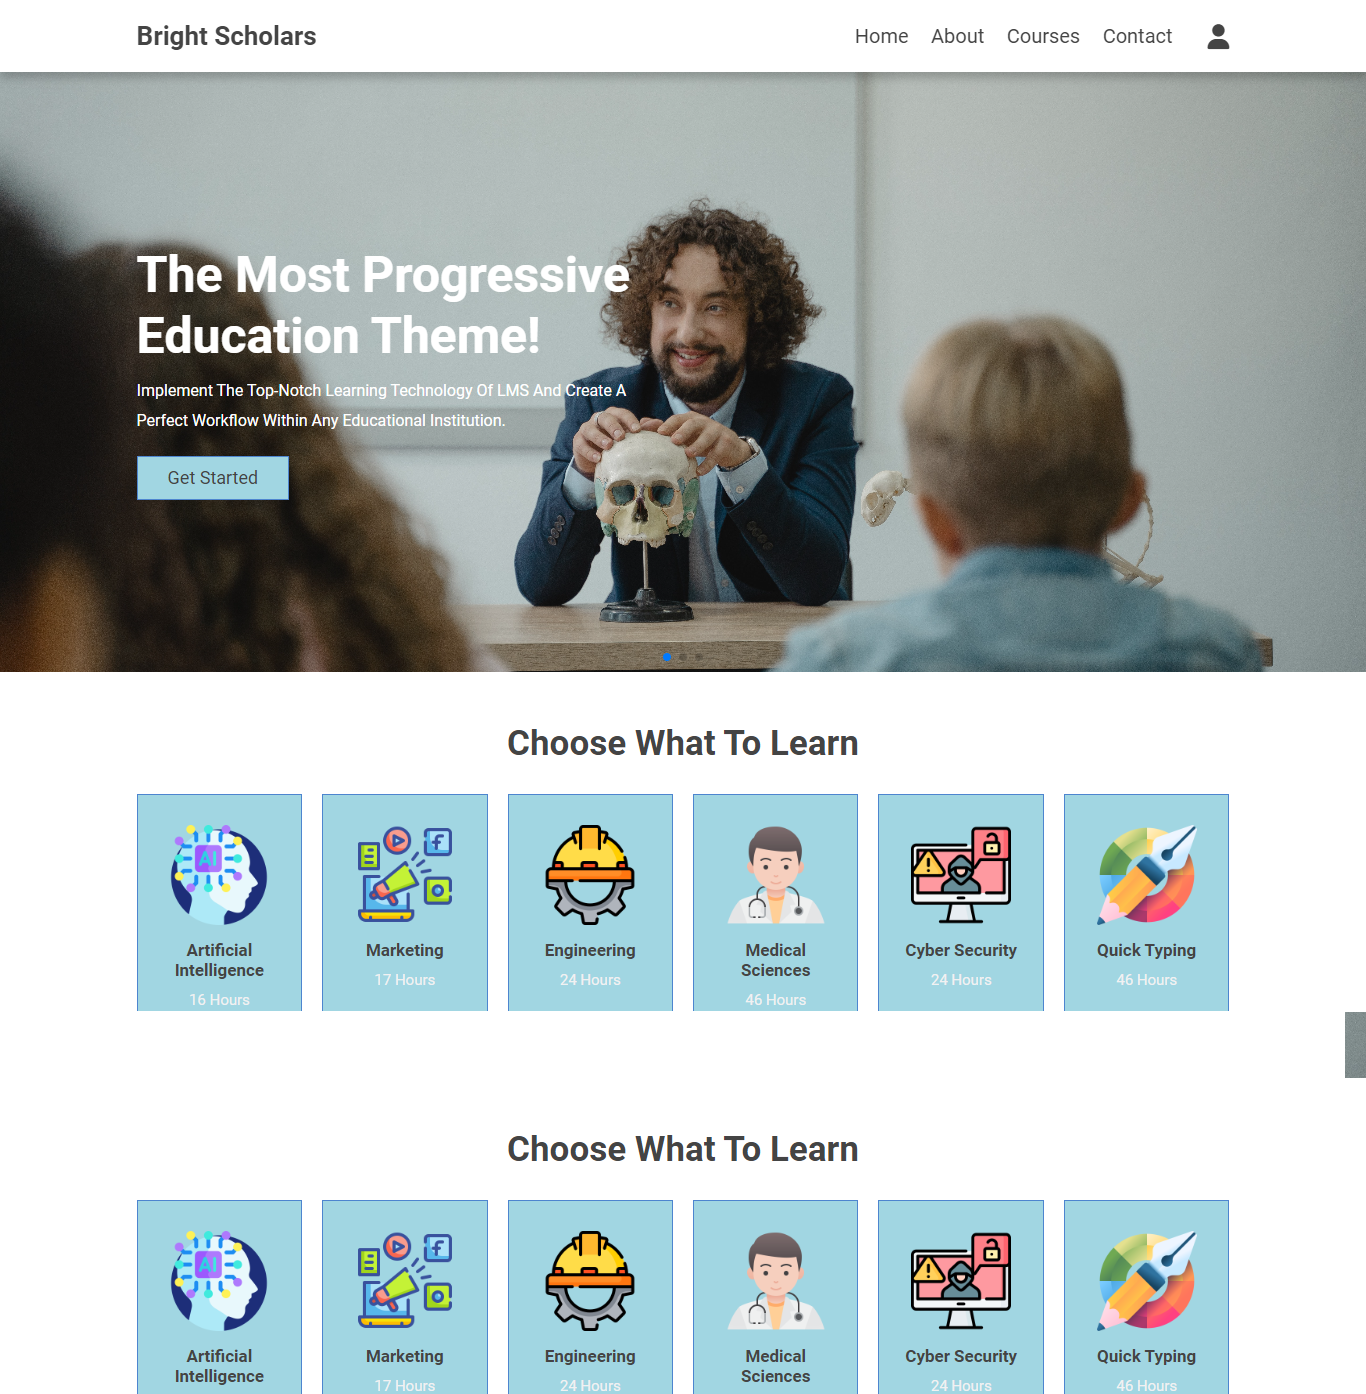 Bright Scholars
Home About Courses Contact
The Most Progressive
Education Theme!
Implement The Top-Notch Learning Technology Of LMS And Create A
Perfect Workflow Within Any Educational Institution.
Get Started
Choose What To Learn
AI
Artificial
Intelligence
16 Hours
Marketing
17 Hours
Engineering
24 Hours
Medical
Sciences
46 Hours
Cyber Security
24 Hours
Quick Typing
46 Hours
Choose What To Learn
AI
Artificial
Intelligence
Marketing
17 Hours
Engineering
24 Hours
Medical
Sciences
Cyber Security
24 Hours
Quick Typing
46 Hours